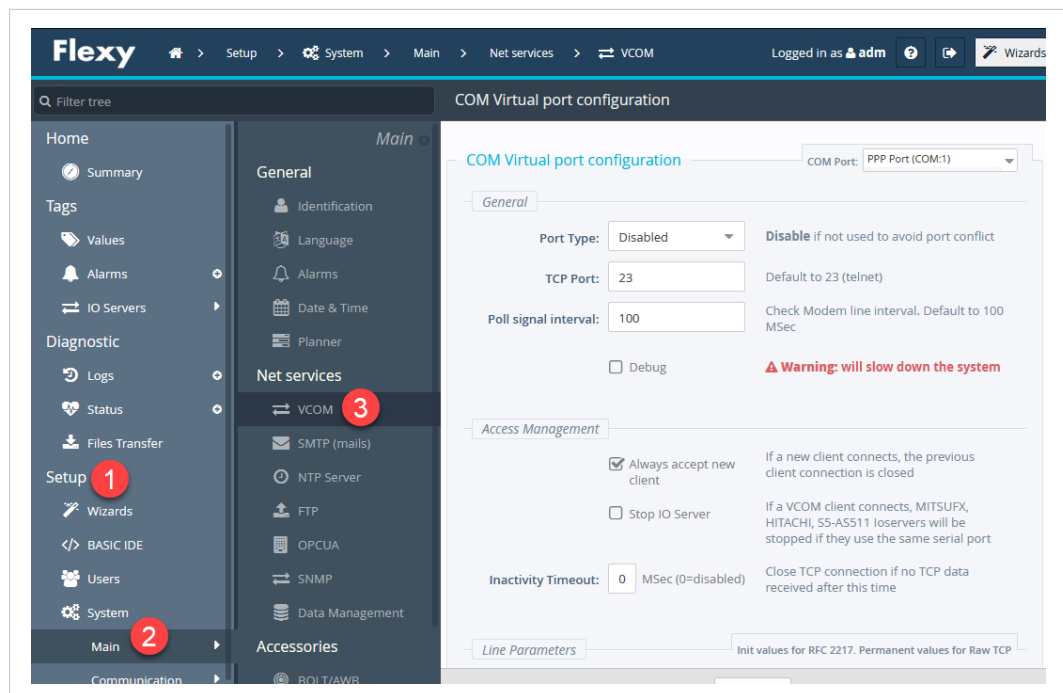 Flexy
Setup
System
Main
Net services
VCOM
Logged in as adm
Wizards
Filter tree
Home
Summary
Tags
Values
Alarms
IO Servers
Diagnostic
Logs
Status
Files Transfer
Setup
1
Wizards
BASIC IDE
Users
System
Main
2
Communication
Main
General
Identification
Language
Alarms
Date & Time
Planner
Net services
VCOM
3
SMTP (mails)
NTP Server
FTP
OPCUA
SNMP
Data Management
Accessories
BOLT/AWB
COM Virtual port configuration
COM Virtual port configuration
COM Port: PPP Port (COM:1)
General
Port Type: Disabled
Disable if not used to avoid port conflict
TCP Port: 23
Default to 23 (telnet)
Poll signal interval: 100
Check Modem line interval. Default to 100
MSec
Debug
Warning: will slow down the system
Access Management
Always accept new
client
If a new client connects, the previous
client connection is closed
Stop IO Server
If a VCOM client connects, MITSUFX,
HITACHI, S5-AS511 Ioservers will be
stopped if they use the same serial port
Inactivity Timeout: 0 MSec (0=disabled)
Close TCP connection if no TCP data
received after this time
Line Parameters
Init values for RFC 2217. Permanent values for Raw TCP